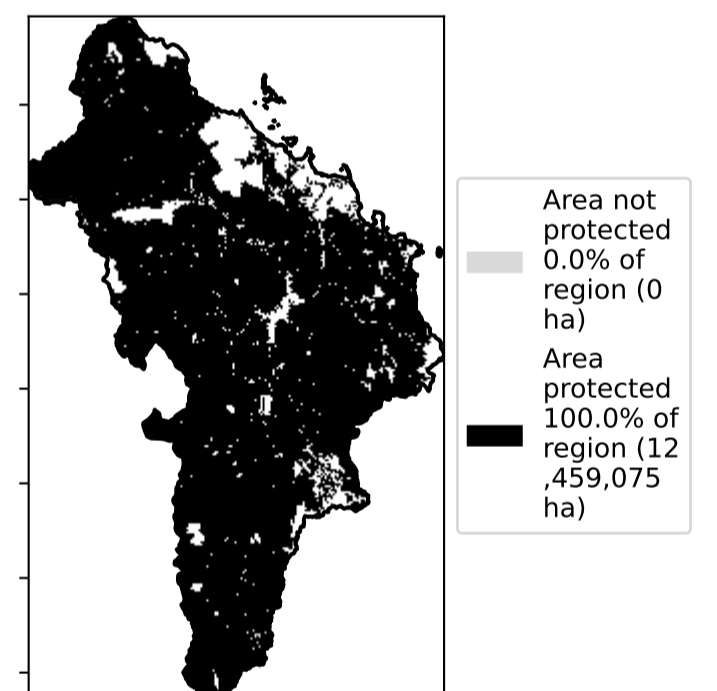 Area not
protected
0.0% of
region (0
ha)
Area
protected
100.0% of
region (12
,459,075
ha)